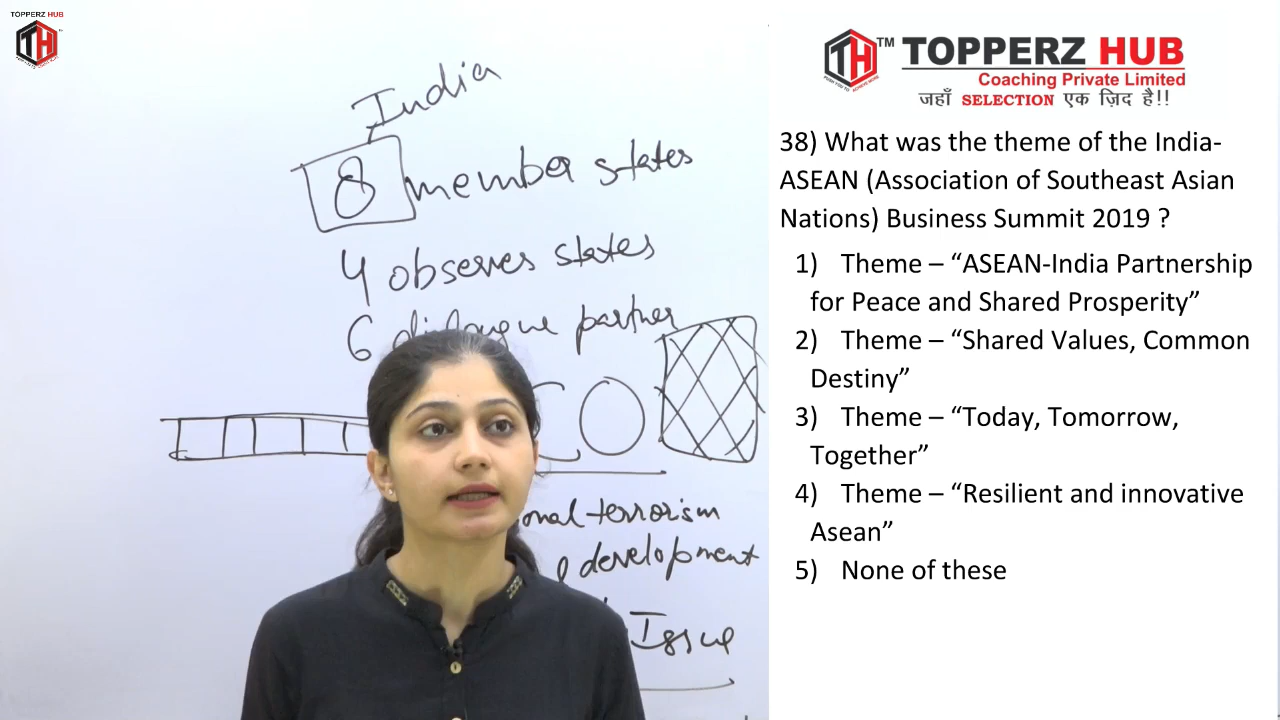 TOPPERZ HUB
TH
India
8 member states
4 observes states
6 dialogue partner
CO
onal terrorism
development
Issue
TH TM TOPPERZ HUB
Coaching Private Limited
जहाँ SELECTION एक ज़िद है!!
38) What was the theme of the India-
ASEAN (Association of Southeast Asian
Nations) Business Summit 2019 ?
1) Theme – “ASEAN-India Partnership
for Peace and Shared Prosperity”
2) Theme – “Shared Values, Common
Destiny”
3) Theme – “Today, Tomorrow,
Together”
4) Theme – “Resilient and innovative
Asean”
5) None of these